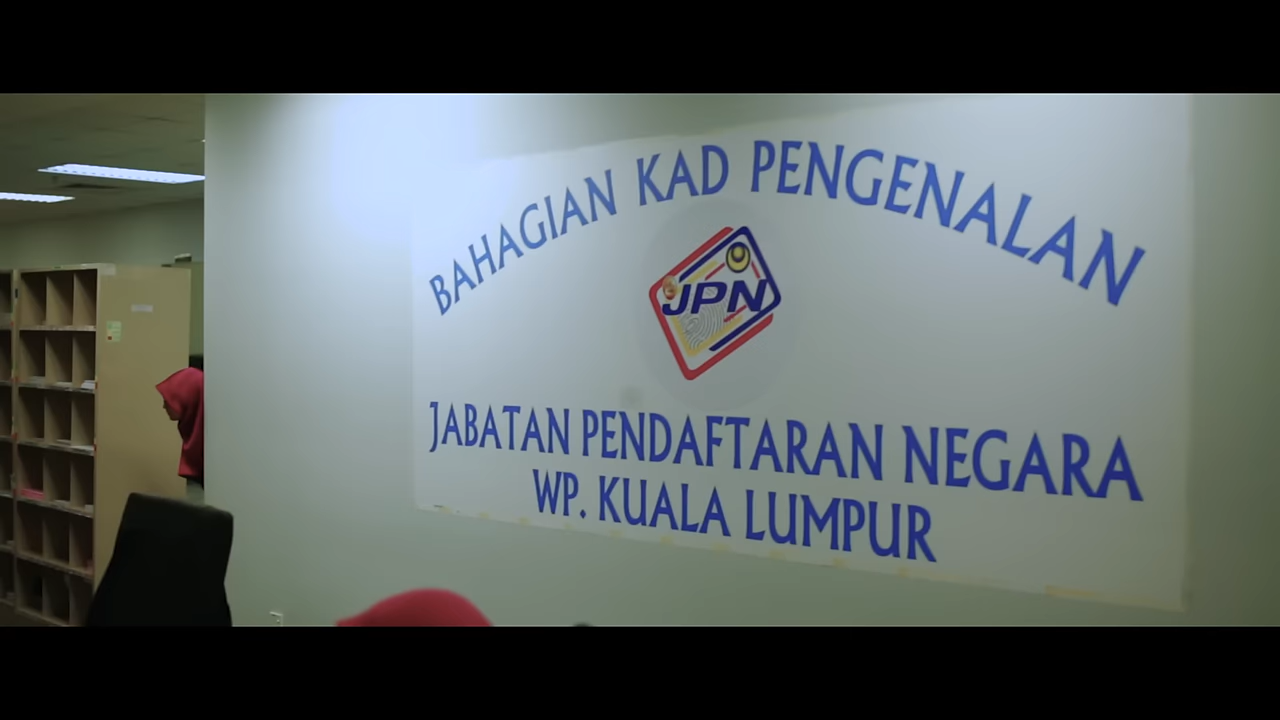 BAHAGIAN KAD PENGENALAN
JPN
JABATAN PENDAFTARAN NEGARA
WP. KUALA LUMPUR